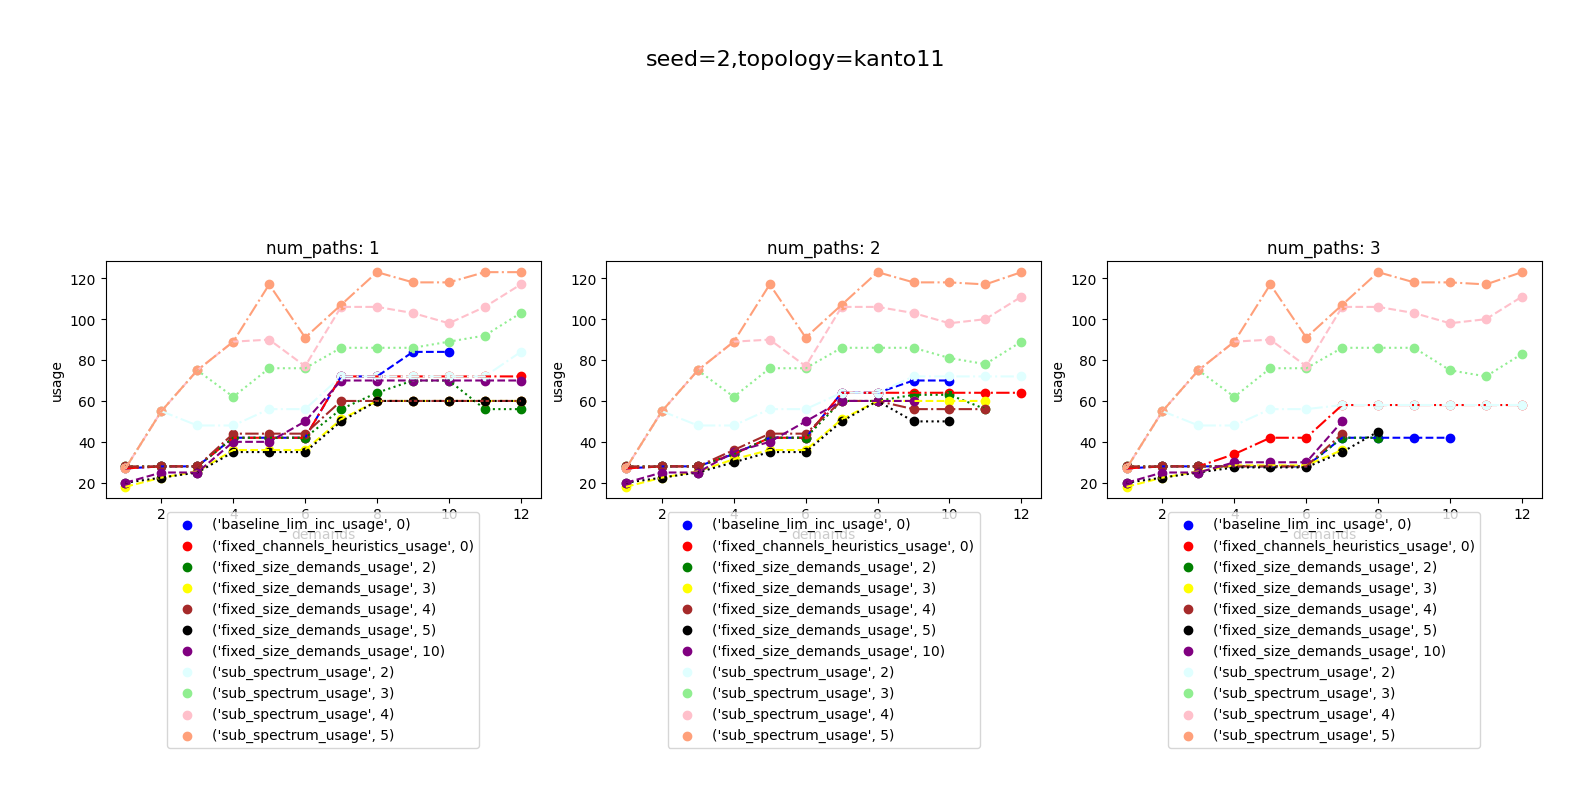 seed=2,topology=kanto11
num_paths: 1
usage
120
100
80
60
40
20
2
4
6
8
10
12
demands
('baseline_lim_inc_usage', 0)
('fixed_channels_heuristics_usage', 0)
('fixed_size_demands_usage', 2)
('fixed_size_demands_usage', 3)
('fixed_size_demands_usage', 4)
('fixed_size_demands_usage', 5)
('fixed_size_demands_usage', 10)
('sub_spectrum_usage', 2)
('sub_spectrum_usage', 3)
('sub_spectrum_usage', 4)
('sub_spectrum_usage', 5)
num_paths: 2
usage
120
100
80
60
40
20
2
4
6
8
10
12
demands
('baseline_lim_inc_usage', 0)
('fixed_channels_heuristics_usage', 0)
('fixed_size_demands_usage', 2)
('fixed_size_demands_usage', 3)
('fixed_size_demands_usage', 4)
('fixed_size_demands_usage', 5)
('fixed_size_demands_usage', 10)
('sub_spectrum_usage', 2)
('sub_spectrum_usage', 3)
('sub_spectrum_usage', 4)
('sub_spectrum_usage', 5)
num_paths: 3
usage
120
100
80
60
40
20
2
4
6
8
10
12
demands
('baseline_lim_inc_usage', 0)
('fixed_channels_heuristics_usage', 0)
('fixed_size_demands_usage', 2)
('fixed_size_demands_usage', 3)
('fixed_size_demands_usage', 4)
('fixed_size_demands_usage', 5)
('fixed_size_demands_usage', 10)
('sub_spectrum_usage', 2)
('sub_spectrum_usage', 3)
('sub_spectrum_usage', 4)
('sub_spectrum_usage', 5)